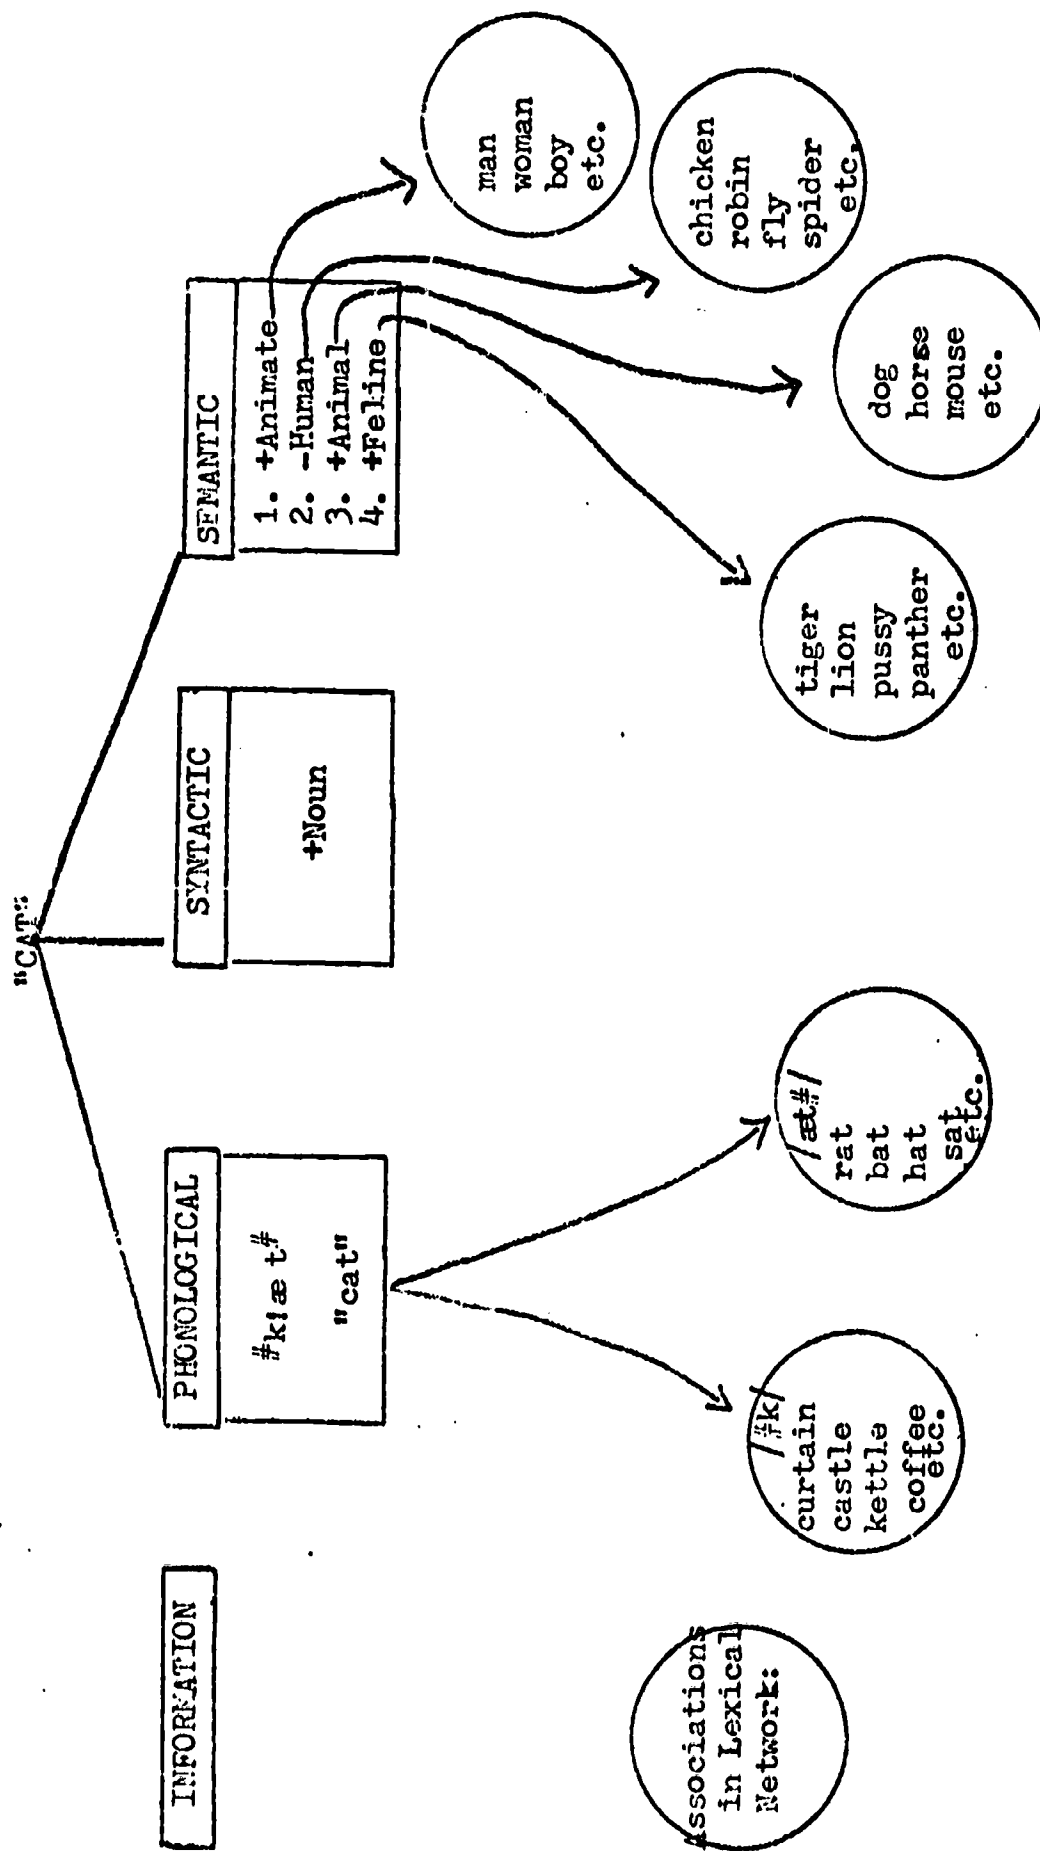 "CAT"
INFORMATION
PHONOLOGICAL
SYNTACTIC
SEMANTIC
#k1æ t#
"cat"
+Noun
1. +Animate
2. -Human
3. +Animal
4. +Feline
Associations
in Lexical
Network:
/#k/
curtain
castle
kettle
coffee
etc.
/æt#/
rat
bat
hat
sat
etc.
tiger
lion
pussy
panther
etc.
dog
horse
mouse
etc.
chicken
robin
fly
spider
etc.
man
woman
boy
etc.